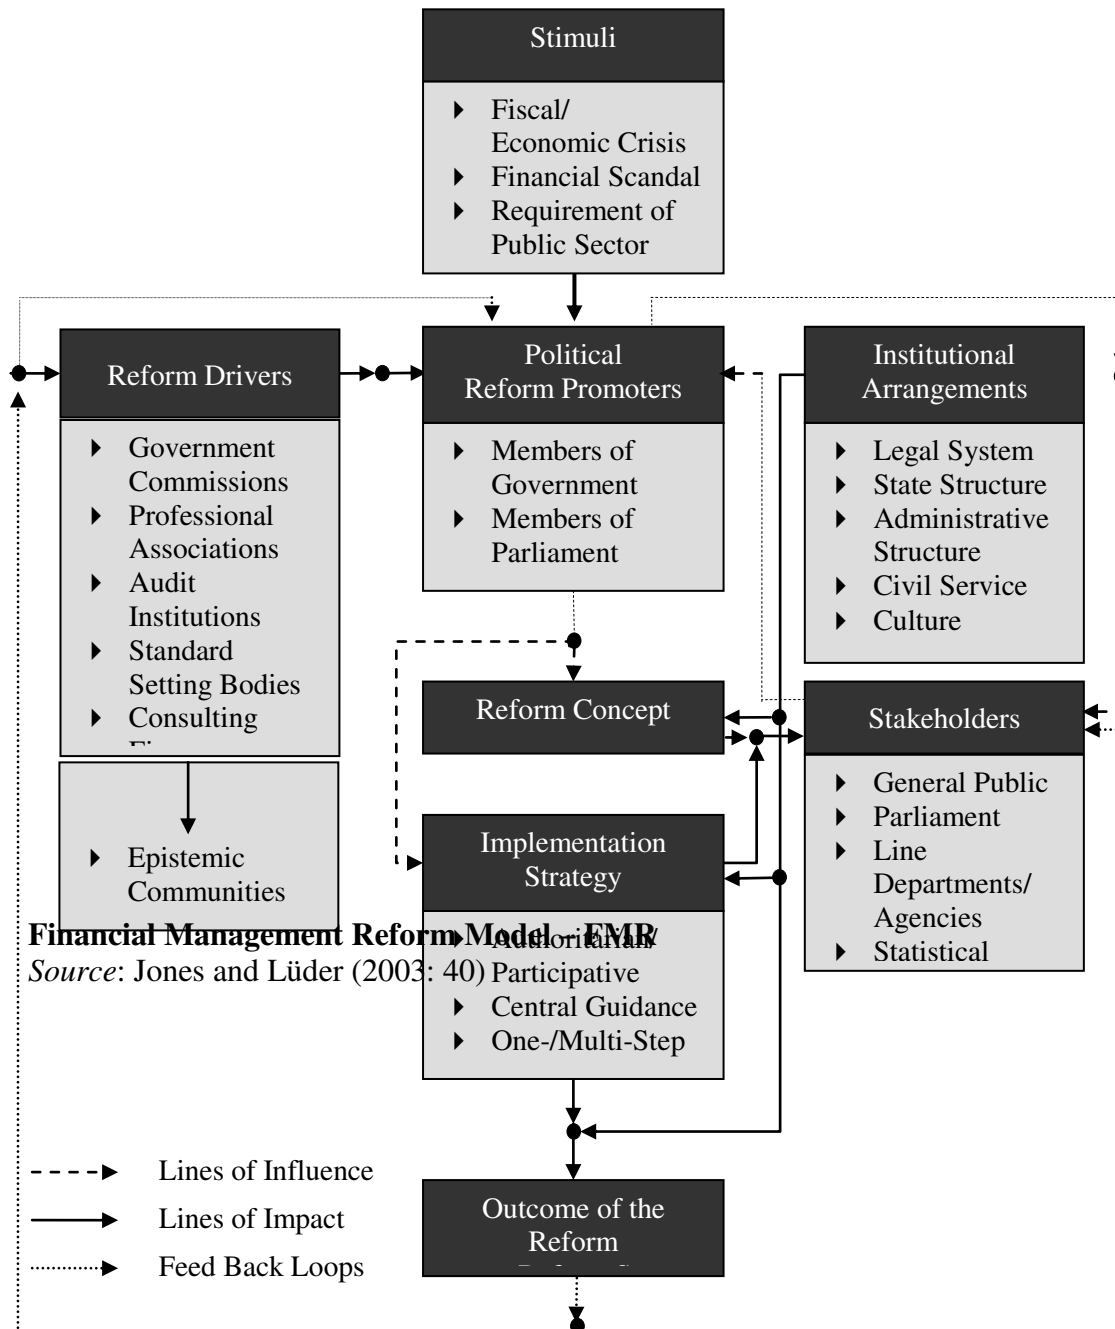 Stimuli
Fiscal/
Economic Crisis
Financial Scandal
Requirement of
Public Sector
Reform Drivers
Government
Commissions
Professional
Associations
Audit
Institutions
Standard
Setting Bodies
Consulting
Epistemic
Communities
Political
Reform Promoters
Members of
Government
Members of
Parliament
Institutional
Arrangements
Legal System
State Structure
Administrative
Structure
Civil Service
Culture
Reform Concept
Stakeholders
General Public
Parliament
Line
Departments/
Agencies
Statistical
Implementation
Strategy
Authoritarian/
Participative
Central Guidance
One-/Multi-Step
Financial Management Reform Model – FMR
Source: Jones and Lüder (2003: 40)
Outcome of the
Reform
Lines of Influence
Lines of Impact
Feed Back Loops